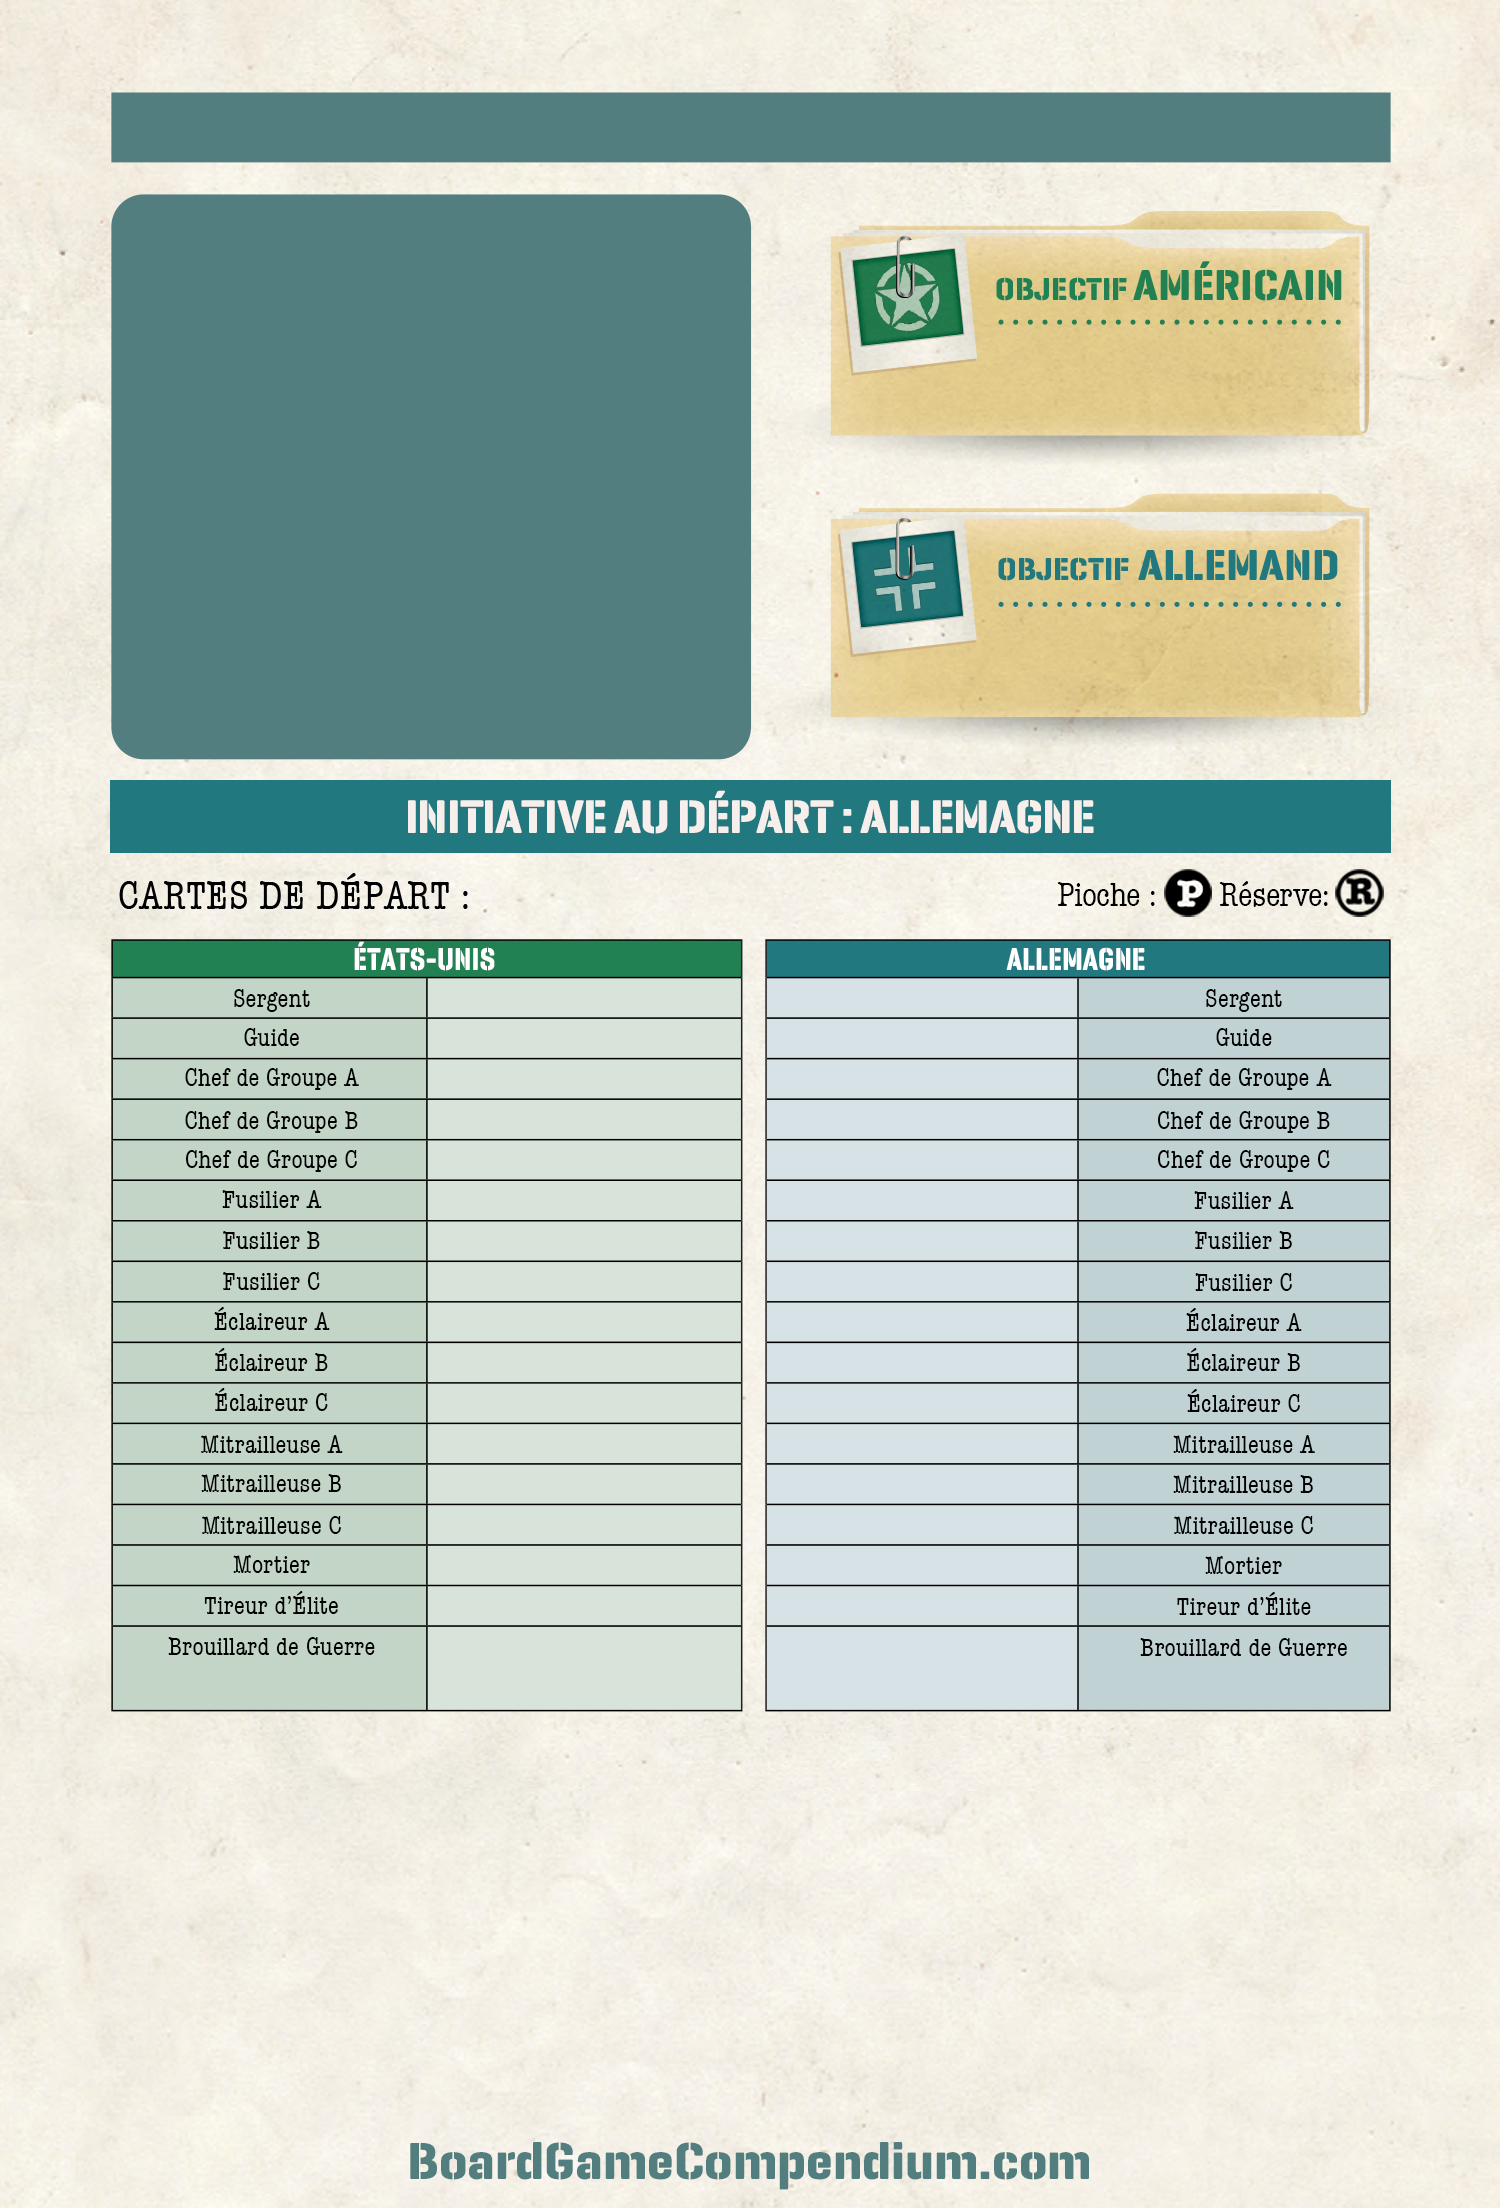 OBJECTIF AMÉRICAIN
OBJECTIF ALLEMAND
INITIATIVE AU DÉPART : ALLEMAGNE
CARTES DE DÉPART :
Pioche : P Réserve: R
ÉTATS-UNIS
Sergent
Guide
Chef de Groupe A
Chef de Groupe B
Chef de Groupe C
Fusilier A
Fusilier B
Fusilier C
Éclaireur A
Éclaireur B
Éclaireur C
Mitrailleuse A
Mitrailleuse B
Mitrailleuse C
Mortier
Tireur d’Élite
Brouillard de Guerre
ALLEMAGNE
Sergent
Guide
Chef de Groupe A
Chef de Groupe B
Chef de Groupe C
Fusilier A
Fusilier B
Fusilier C
Éclaireur A
Éclaireur B
Éclaireur C
Mitrailleuse A
Mitrailleuse B
Mitrailleuse C
Mortier
Tireur d’Élite
Brouillard de Guerre
BoardGameCompendium.com